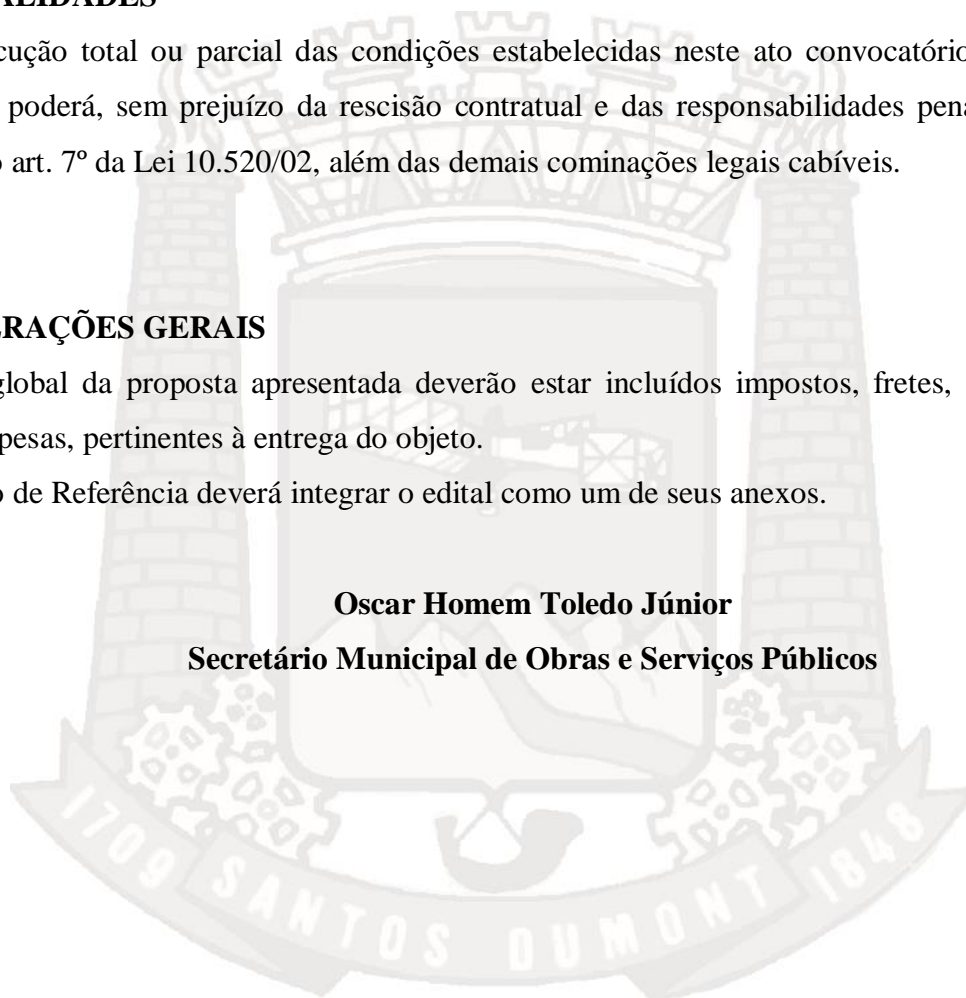 ALIDADES
cução total ou parcial das condições estabelecidas neste ato convocatório
poderá, sem prejuízo da rescisão contratual e das responsabilidades pena
o art. 7º da Lei 10.520/02, além das demais cominações legais cabíveis.
ERAÇÕES GERAIS
global da proposta apresentada deverão estar incluídos impostos, fretes,
pesas, pertinentes à entrega do objeto.
o de Referência deverá integrar o edital como um de seus anexos.
Oscar Homem Toledo Júnior
Secretário Municipal de Obras e Serviços Públicos
1709 SANTOS DUMONT 1848